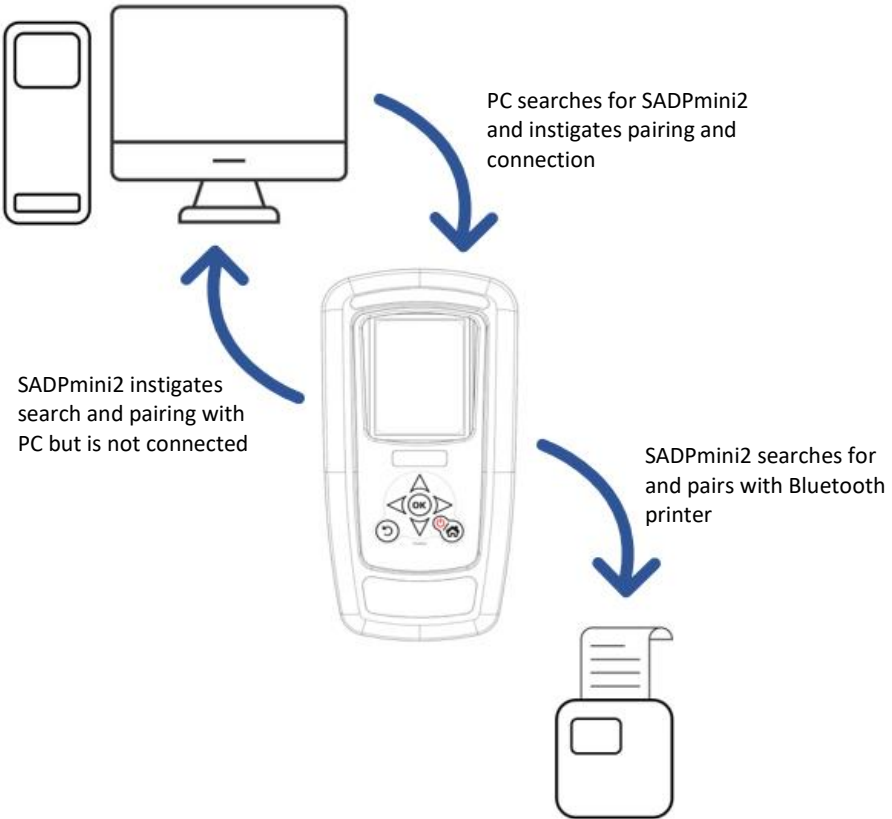 PC searches for SADPmini2
and instigates pairing and
connection
SADPmini2 instigates
search and pairing with
PC but is not connected
OK
SADPmini2 searches for
and pairs with Bluetooth
printer